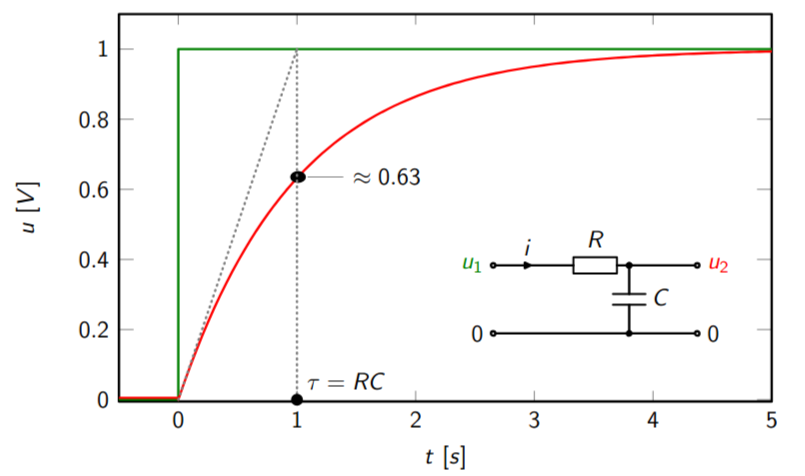 u [V]
1
0.8
0.6
0.4
0.2
0
≈ 0.63
τ = RC
u₁
i
R
u₂
C
0
0
0 1 2 3 4 5
t [s]